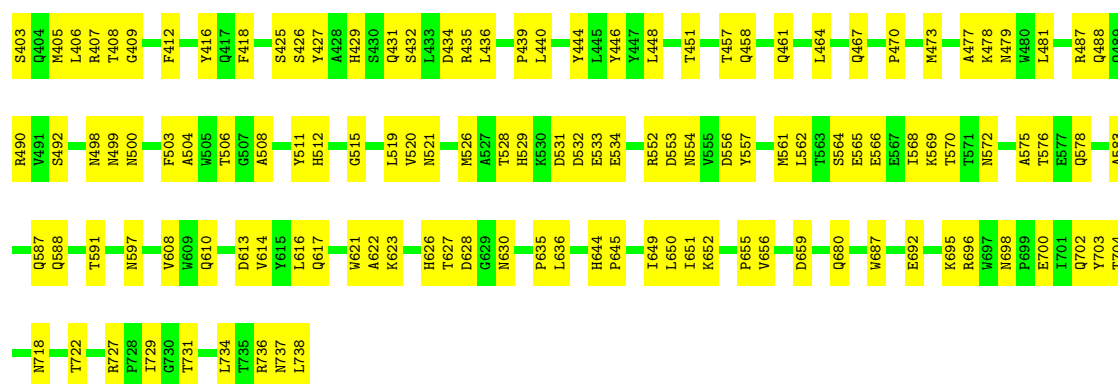 S403 Q404 M405 L406 R407 T408 G409 F412 Y416 Q417 F418 S425 S426 Y427 A428 H429 S430 Q431 S432 L433 D434 R435 L436 P439 L440 Y444 L445 Y446 Y447 L448 T451 T457 Q458 Q461 L464 Q467 P470 M473 A477 K478 N479 W480 L481 R487 Q488
R490 V491 S492 N498 N499 N500 F503 A504 W505 T506 G507 A508 Y511 H512 G515 L519 V520 N521 M526 A527 T528 H529 K530 D531 D532 E533 E534 R552 D553 N554 V555 D556 Y557 M561 L562 T563 S564 E565 E566 E567 I568 K569 T570 T571 N572 A575 T576 E577 Q578 A583
Q587 Q588 T591 N597 V608 W609 Q610 D613 V614 Y615 L616 Q617 W621 A622 K623 H626 T627 D628 G629 N630 P635 L636 H644 P645 I649 L650 I651 K652 P655 V656 D659 Q680 W687 E692 K695 R696 W697 N698 P699 E700 I701 Q702 Y703 T704
N718 T722 R727 P728 I729 G730 T731 L734 T735 R736 N737 L738